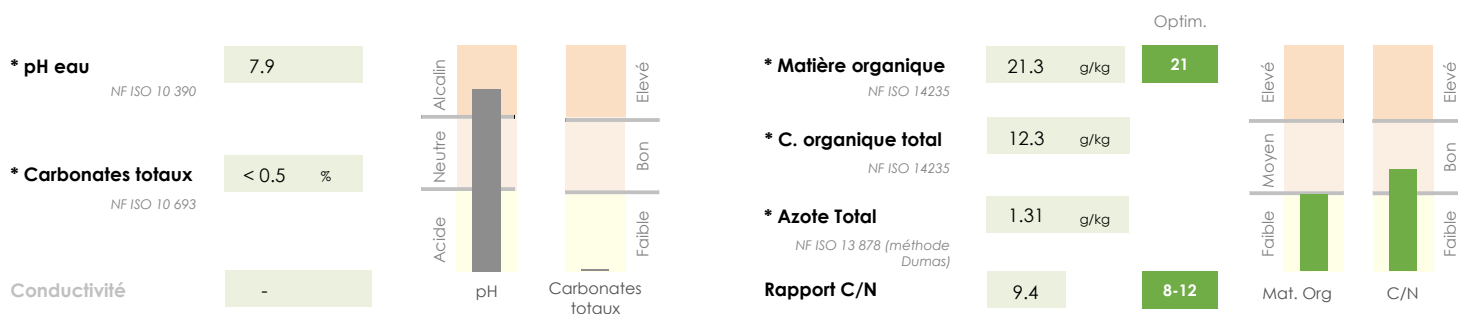 Optim.
* pH eau 7.9
NF ISO 10 390
* Carbonates totaux < 0.5 %
NF ISO 10 693
Conductivité -
Alcalin
Neutre
Acide
Elevé
Bon
Faible
pH
Carbonates
totaux
* Matière organique 21.3 g/kg 21
NF ISO 14235
* C. organique total 12.3 g/kg
NF ISO 14235
* Azote Total 1.31 g/kg
NF ISO 13 878 (méthode
Dumas)
Rapport C/N 9.4 8-12
Elevé
Moyen
Faible
Elevé
Bon
Faible
Mat. Org
C/N